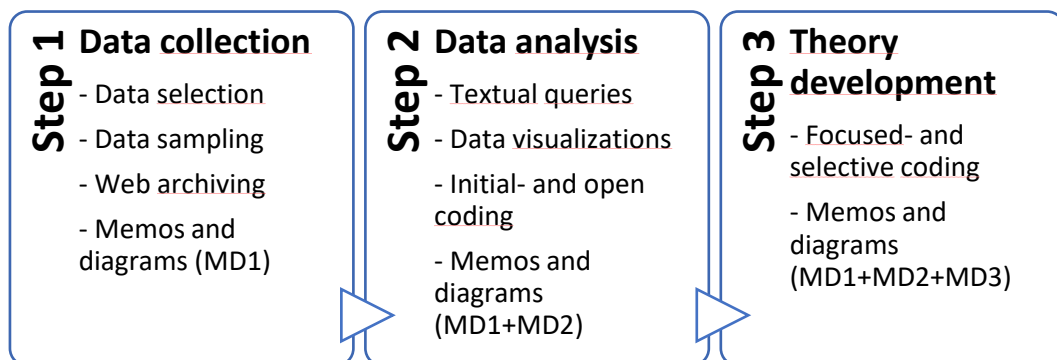 Step 1
Data collection
- Data selection
- Data sampling
- Web archiving
- Memos and
diagrams (MD1)
Step 2
Data analysis
- Textual queries
- Data visualizations
- Initial- and open
coding
- Memos and
diagrams
(MD1+MD2)
Step 3
Theory
development
- Focused- and
selective coding
- Memos and
diagrams
(MD1+MD2+MD3)